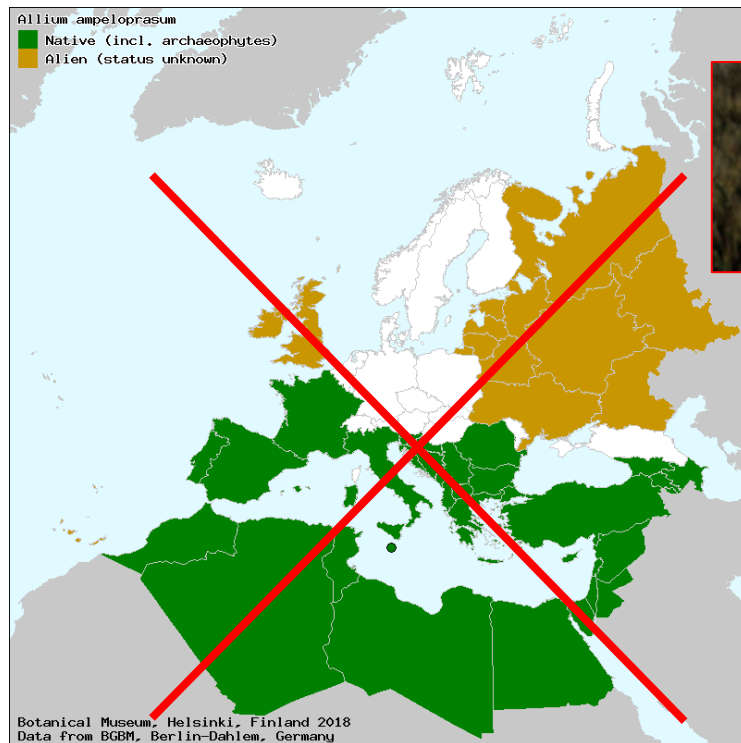 Allium ampeloprasum
Native (incl. archaeophytes)
Alien (status unknown)
Botanical Museum, Helsinki, Finland 2018
Data from BGBM, Berlin-Dahlem, Germany